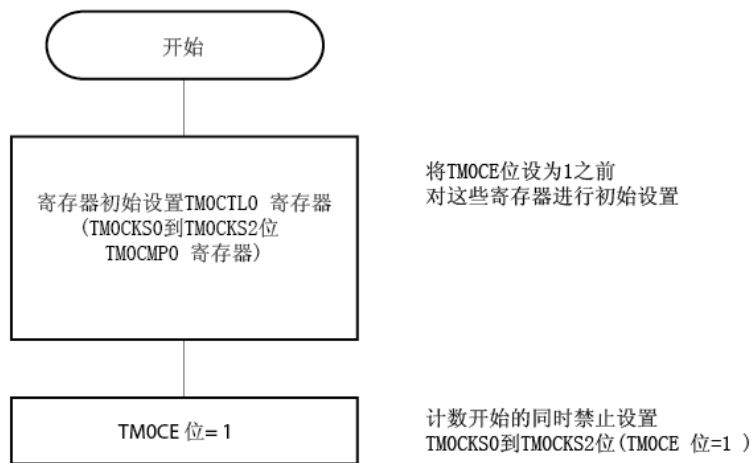 开始
寄存器初始设置TM0CTL0 寄存器
(TM0CKS0到TM0CKS2位
TM0CMP0 寄存器)
将TM0CE位设为1之前
对这些寄存器进行初始设置
TM0CE 位= 1
计数开始的同时禁止设置
TM0CKS0到TM0CKS2位(TM0CE 位=1 )